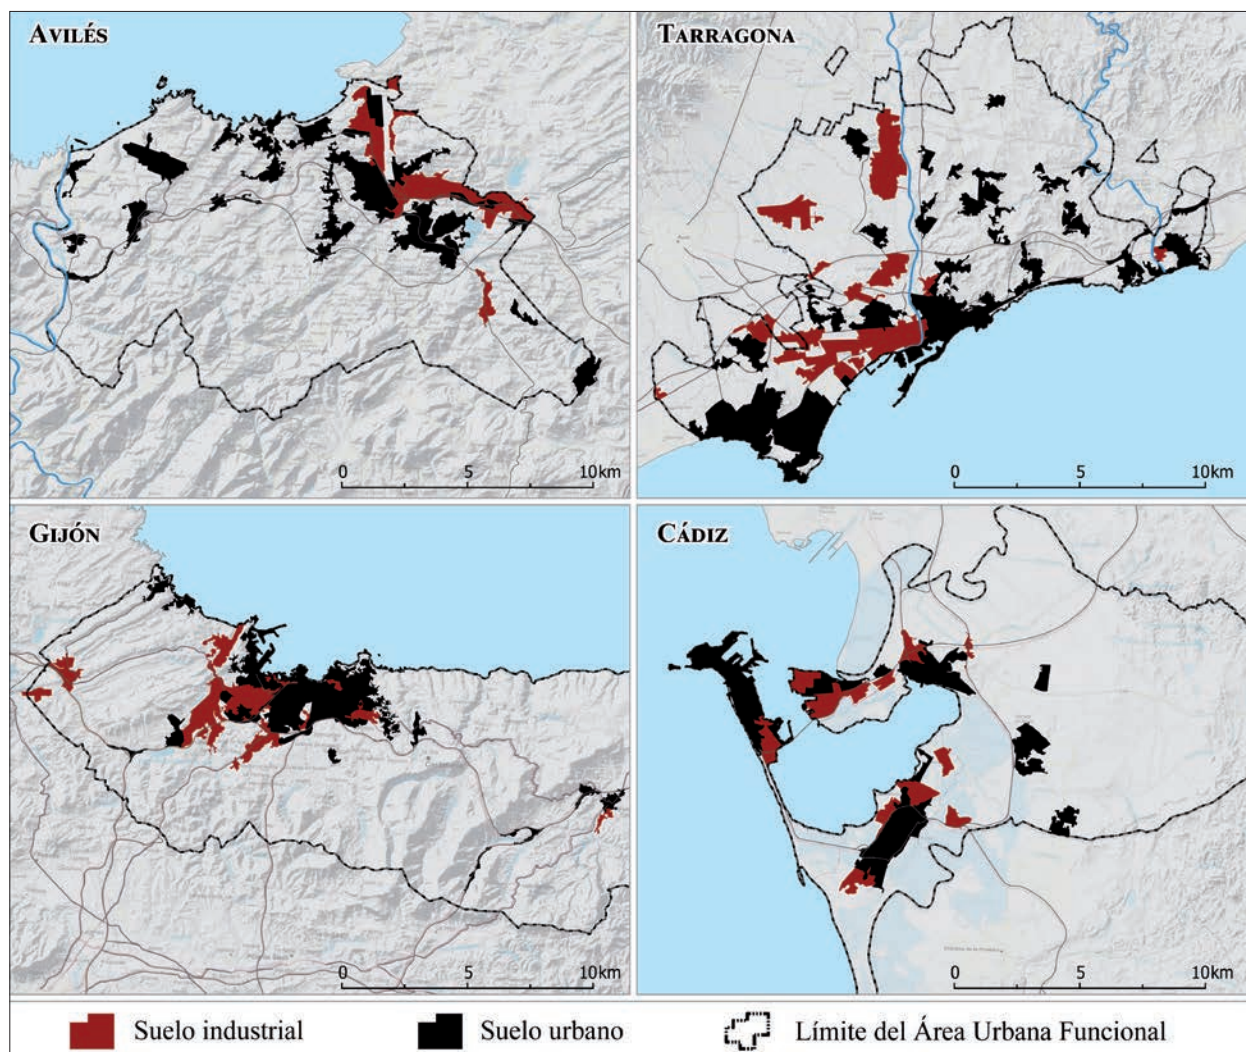 AVILÉS
0 5 10km
TARRAGONA
0 5 10km
GIJÓN
0 5 10km
CÁDIZ
0 5 10km
Suelo industrial
Suelo urbano
Límite del Área Urbana Funcional